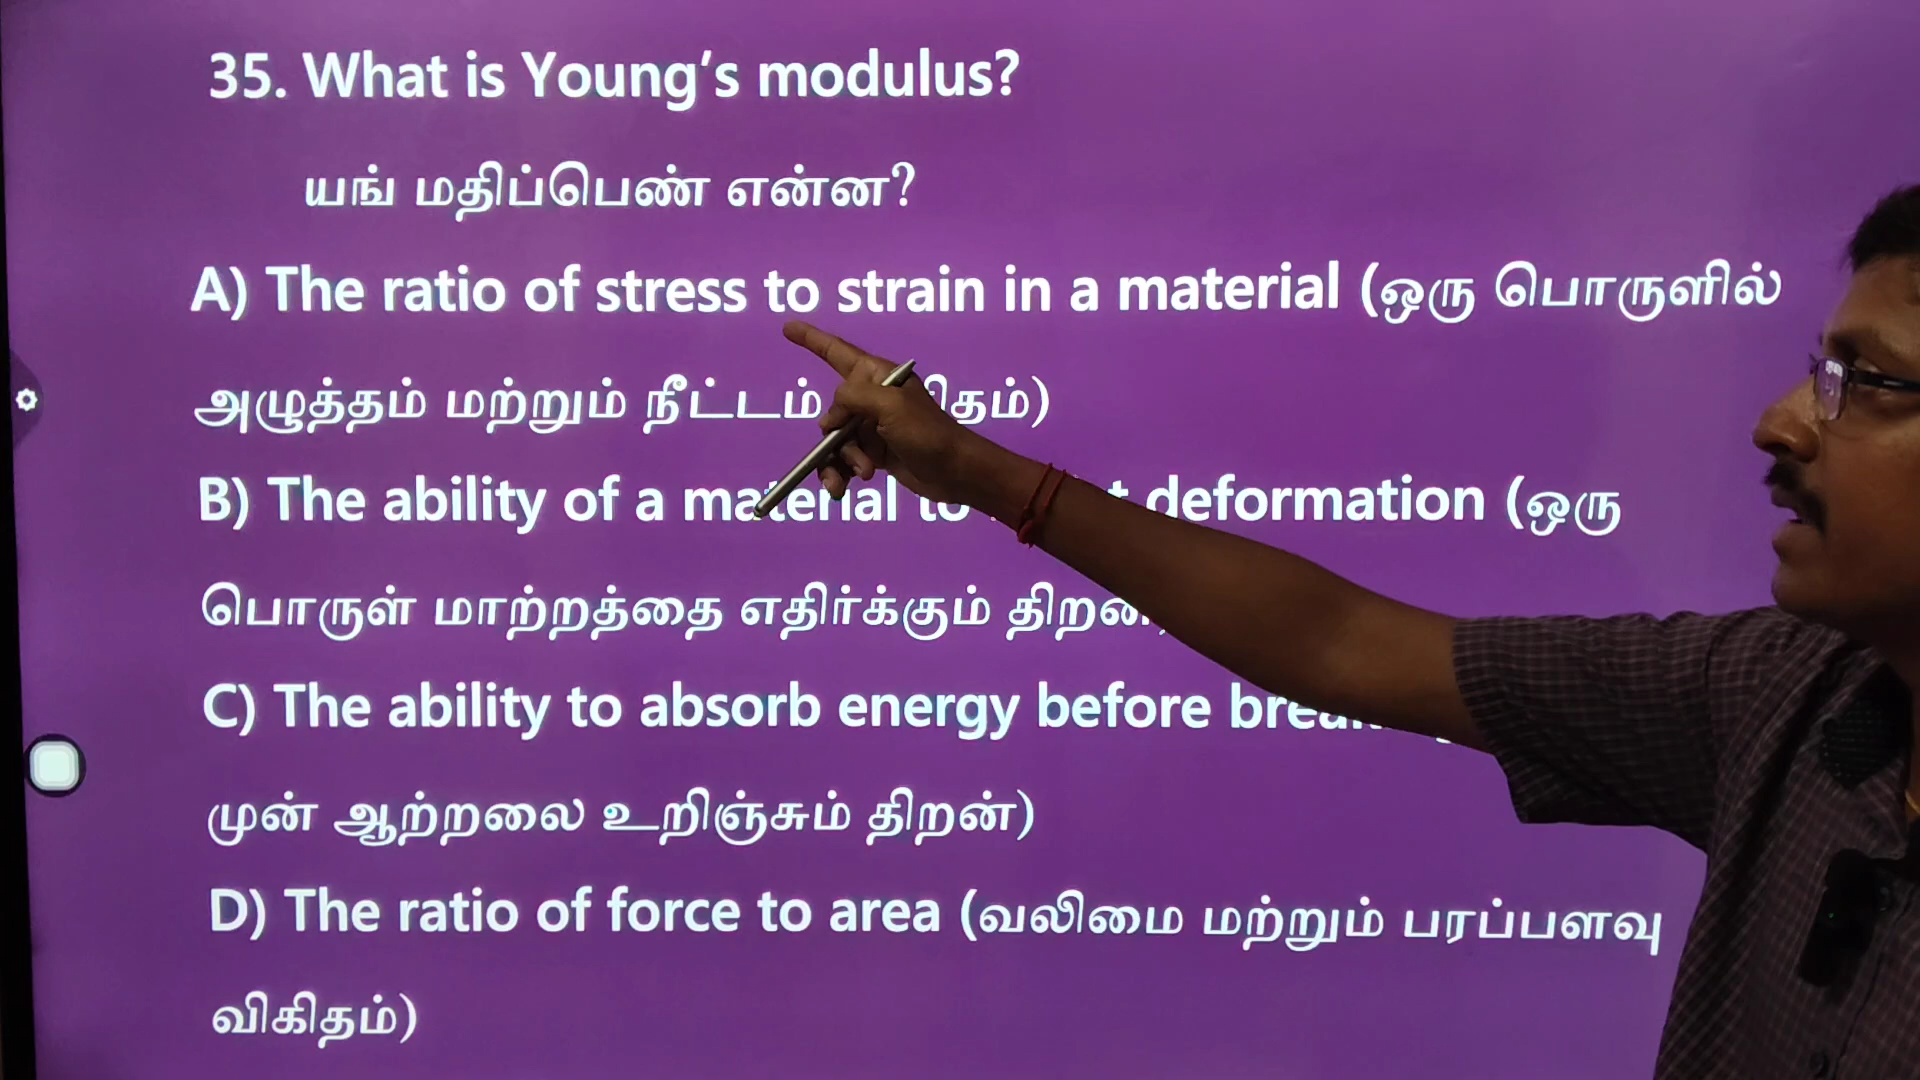 35. What is Young’s modulus?
யங் மதிப்பெண் என்ன?
A) The ratio of stress to strain in a material (ஒரு பொருளில்
அழுத்தம் மற்றும் நீட்டம்
B) The ability of a material to deformation (ஒரு
பொருள் மாற்றத்தை எதிர்க்கும் திறன்
C) The ability to absorb energy before
முன் ஆற்றலை உறிஞ்சும் திறன்)
D) The ratio of force to area (வலிமை மற்றும் பரப்பளவு
விகிதம்)